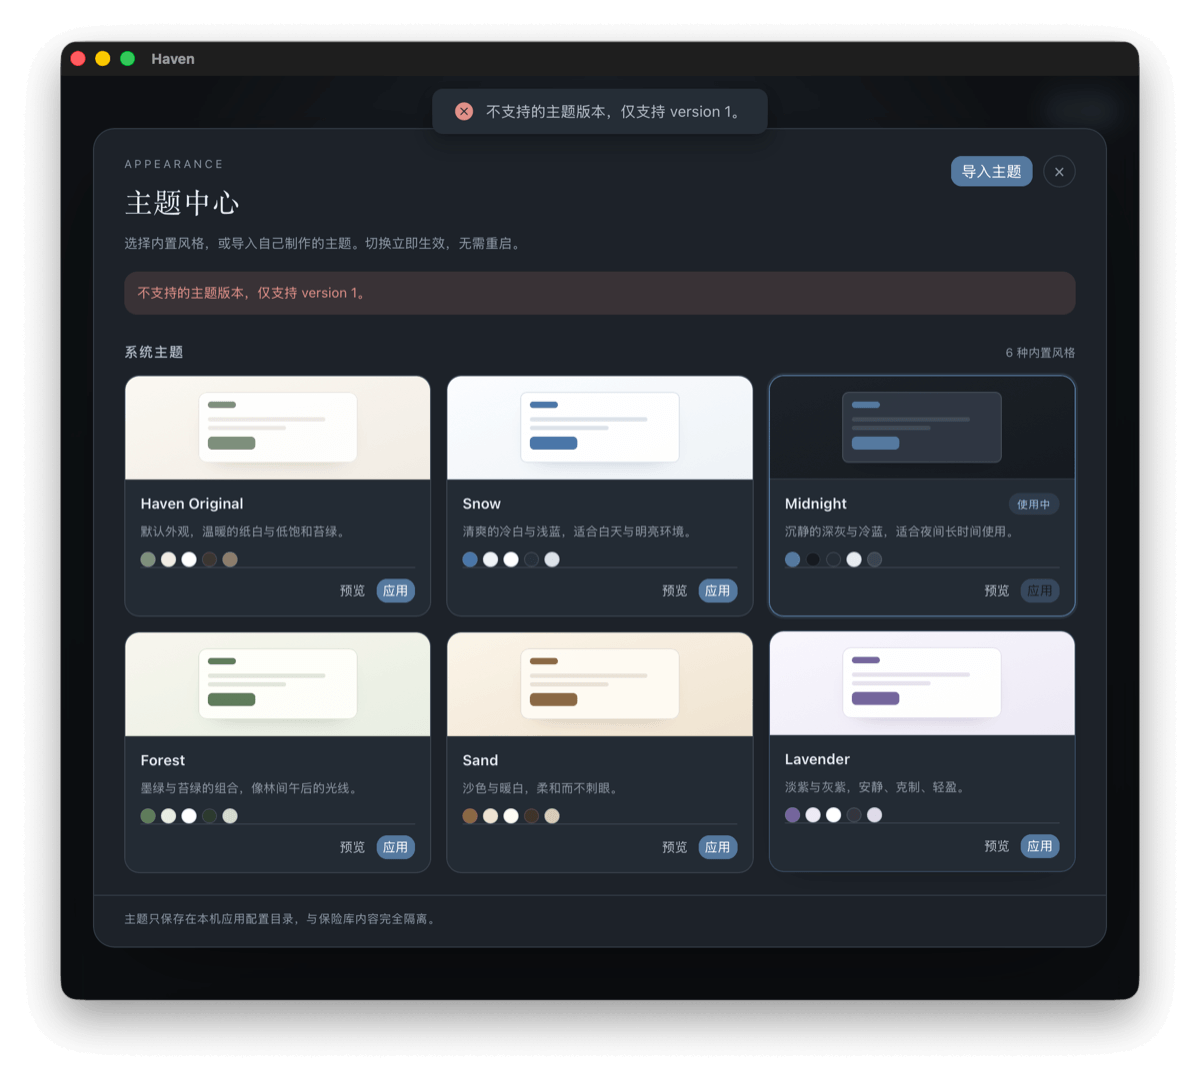 Haven
不支持的主题版本，仅支持 version 1。
APPEARANCE
导入主题
主题中心
选择内置风格，或导入自己制作的主题。切换立即生效，无需重启。
不支持的主题版本，仅支持 version 1。
系统主题
6 种内置风格
Haven Original
默认外观，温暖的纸白与低饱和苔绿。
预览
应用
Snow
清爽的冷白与浅蓝，适合白天与明亮环境。
预览
应用
Midnight
使用中
沉静的深灰与冷蓝，适合夜间长时间使用。
预览
应用
Forest
墨绿与苔绿的组合，像林间午后的光线。
预览
应用
Sand
沙色与暖白，柔和而不刺眼。
预览
应用
Lavender
淡紫与灰紫，安静、克制、轻盈。
预览
应用
主题只保存在本机应用配置目录，与保险库内容完全隔离。